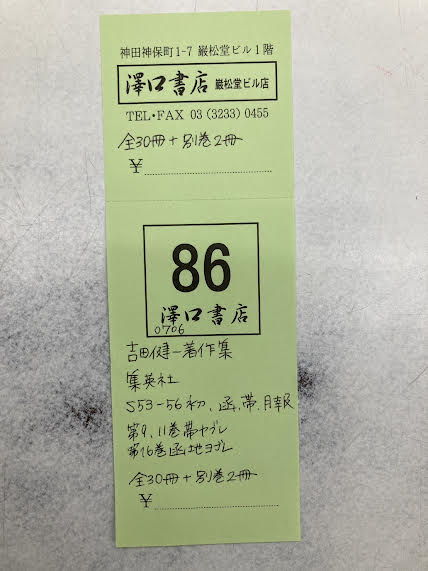 神田神保町1-7 巌松堂ビル1階
澤口書店 巌松堂ビル店
TEL・FAX 03(3233)0455
全30冊+別巻2冊
¥
86
澤口書店
0706
吉田健一著作集
集英社
S53-56 初、函、帯、月報
第9、11巻帯ヤブレ
第16巻函地ヨゴレ
全30冊+別巻2冊
¥